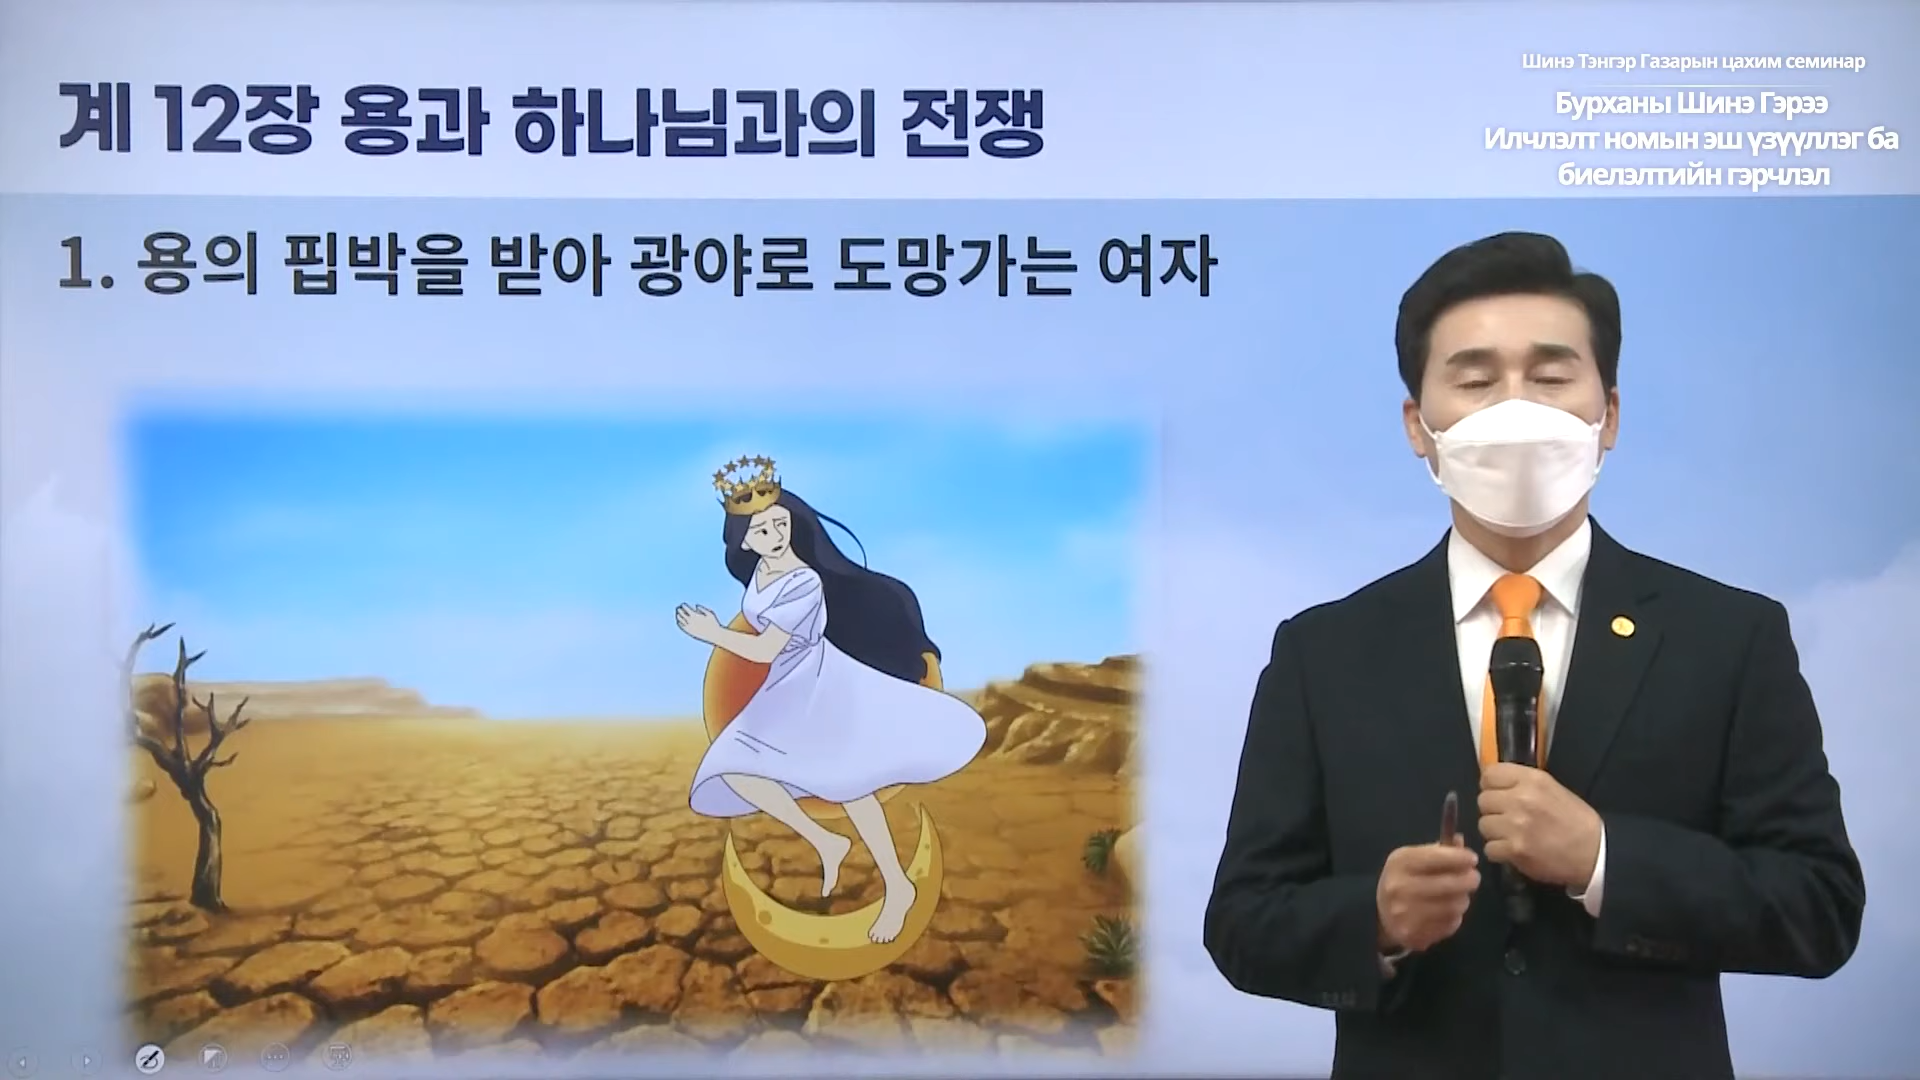 계 12장 용과 하나님과의 전쟁
1. 용의 핍박을 받아 광야로 도망가는 여자
Шинэ Тэнгэр Газарын цахим семинар
Бурханы Шинэ Гэрээ
Илчлэлт номын эш үзүүллэг ба
биелэлтийн гэрчлэл